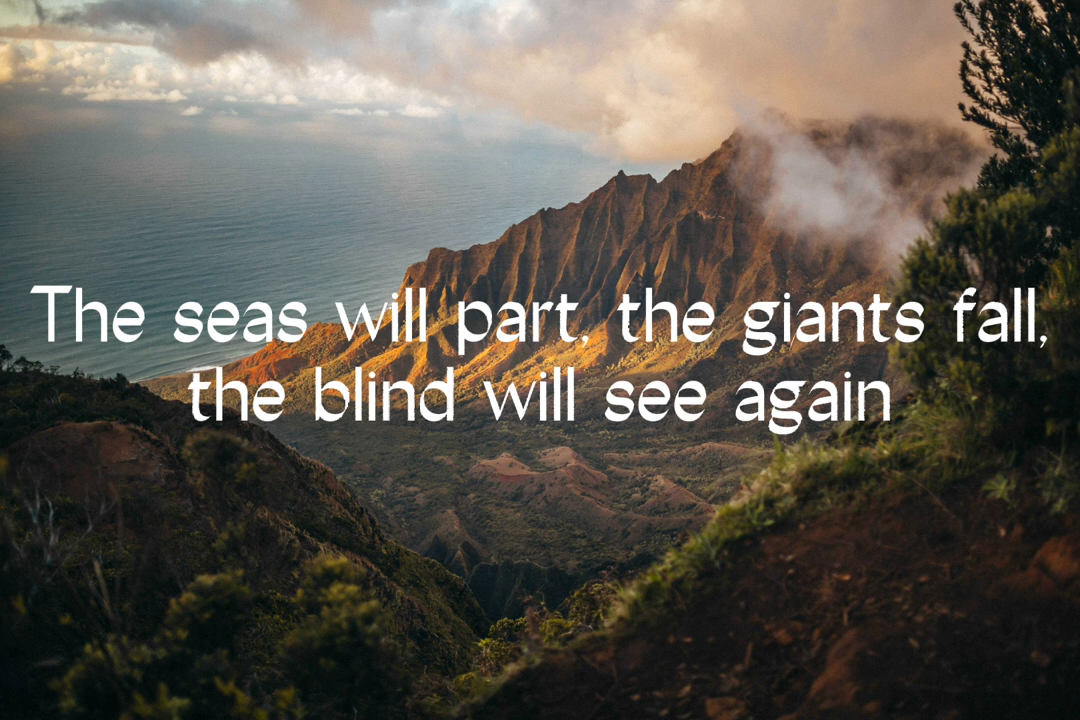 The seas will part, the giants fall,
the blind will see again